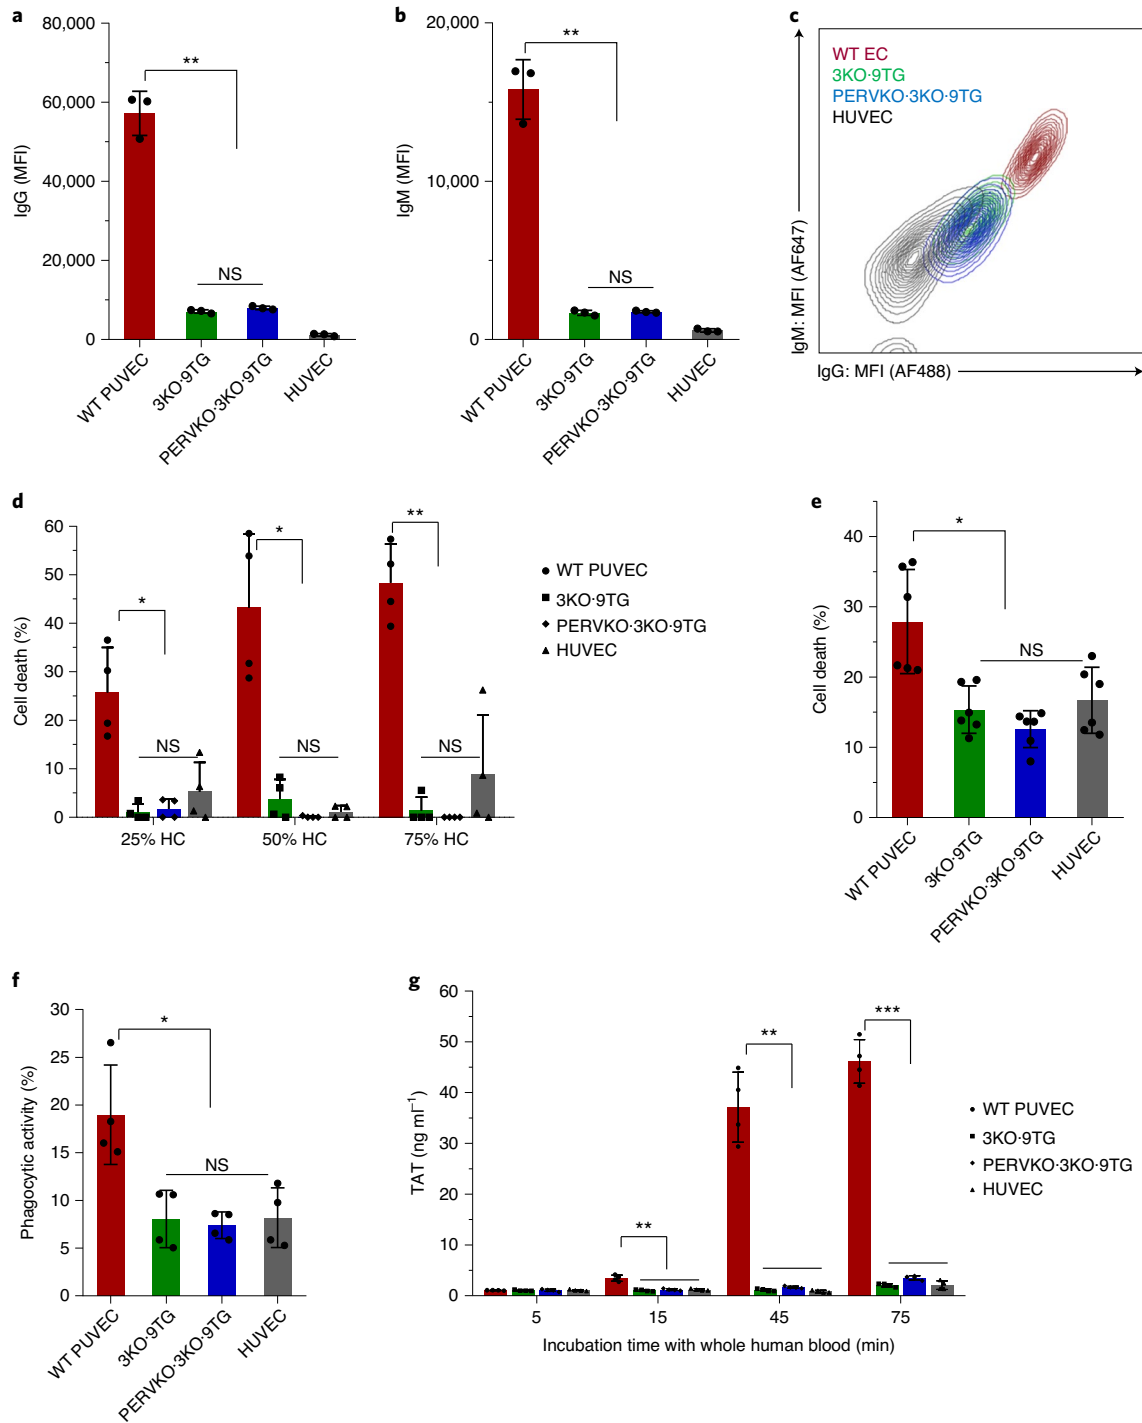 a
80,000
60,000
40,000
20,000
0
IgG (MFI)
**
NS
WT PUVEC
3KO·9TG
PERVKO·3KO·9TG
HUVEC
b
20,000
10,000
0
IgM (MFI)
**
NS
WT PUVEC
3KO·9TG
PERVKO·3KO·9TG
HUVEC
c
WT EC
3KO·9TG
PERVKO·3KO·9TG
HUVEC
IgM: MFI (AF647)
IgG: MFI (AF488)
d
60
50
40
30
20
10
0
Cell death (%)
*
NS
*
NS
**
NS
25% HC
50% HC
75% HC
WT PUVEC
3KO·9TG
PERVKO·3KO·9TG
HUVEC
e
40
30
20
10
0
Cell death (%)
*
NS
WT PUVEC
3KO·9TG
PERVKO·3KO·9TG
HUVEC
f
30
25
20
15
10
5
0
Phagocytic activity (%)
*
NS
WT PUVEC
3KO·9TG
PERVKO·3KO·9TG
HUVEC
g
60
50
40
30
20
10
0
TAT (ng ml⁻¹)
**
**
***
5
15
45
75
Incubation time with whole human blood (min)
WT PUVEC
3KO·9TG
PERVKO·3KO·9TG
HUVEC